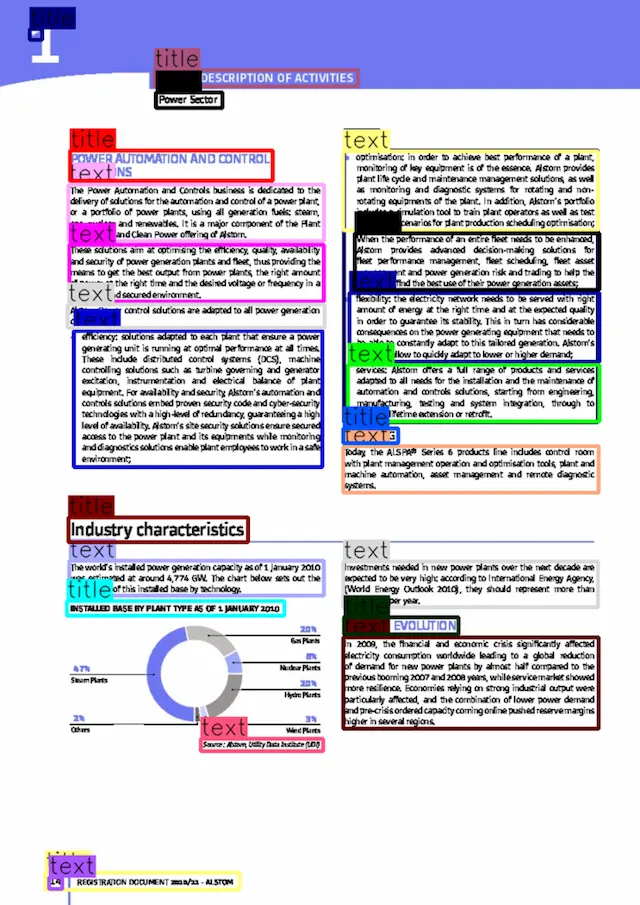 title
1
title
DESCRIPTION OF ACTIVITIES
Power Sector
title
POWER AUTOMATION AND CONTROL
text
The Power Automation and Controls business is dedicated to the
delivery of solutions for the automation and control of a power plant,
or a portfolio of power plants, using all generation fuels; steam,
and renewables. It is a major component of the Plant
text
and Clean Power offering of Alstom.
These solutions aim at optimising the efficiency, quality, availability
and security of power generation plants and fleet, thus providing the
means to get the best output from power plants, the right amount
the right time and the desired voltage or frequency in a
text
and secured environment.
control solutions are adapted to all power generation
text
efficiency: solutions adapted to each plant that ensure a power
generating unit is running at optimal performance at all times.
These include distributed control systems (DCS), machine
controlling solutions such as turbine governing and generator
excitation, instrumentation and electrical balance of plant
equipment. For availability and security, Alstom's automation and
controls solutions embed proven security code and cyber-security
technologies with a high-level of redundancy, guaranteeing a high
level of availability. Alstom's site security solutions ensure secured
access to the power plant and its equipments while monitoring
and diagnostics solutions enable plant employees to work in a safe
environment;
text
optimisation: in order to achieve best performance of a plant,
monitoring of key equipment is of the essence. Alstom provides
plant life cycle and maintenance management solutions, as well
as monitoring and diagnostic systems for rotating and non-
rotating equipments of the plant. In addition, Alstom's portfolio
simulation tool to train plant operators as well as test
scenarios for plant production scheduling optimisation;
When the performance of an entire fleet needs to be enhanced,
Alstom provides advanced decision-making solutions for
fleet performance management, fleet scheduling, fleet asset
and power generation risk and trading to help the
text
find the best use of their power generation assets;
flexibility: the electricity network needs to be served with right
amount of energy at the right time and at the expected quality
in order to guarantee its stability. This in turn has considerable
consequences on the power generating equipment that needs to
constantly adapt to this tailored generation. Alstom's
text
allow to quickly adapt to lower or higher demand;
services: Alstom offers a full range of products and services
adapted to all needs for the installation and the maintenance of
automation and controls solutions, starting from engineering,
manufacturing, testing and system integration, through to
title
lifetime extension or retrofit.
text
Today, the ALSPA® Series 6 products line includes control room
with plant management operation and optimisation tools, plant and
machine automation, asset management and remote diagnostic
systems.
title
Industry characteristics
text
The world's installed power generation capacity as of 1 January 2010
was estimated at around 4,774 GW. The chart below sets out the
title
of this installed base by technology.
INSTALLED BASE BY PLANT TYPE AS OF 1 JANUARY 2010
20%
Gas Plants
8%
Nuclear Plants
20%
Hydro Plants
3%
Wind Plants
47%
Steam Plants
2%
Others
text
Source: Alstom, Utility Data Institute (UDI)
text
Investments needed in new power plants over the next decade are
expected to be very high: according to International Energy Agency,
(World Energy Outlook 2010), they should represent more than
per year.
title
text
EVOLUTION
In 2009, the financial and economic crisis significantly affected
electricity consumption worldwide leading to a global reduction
of demand for new power plants by almost half compared to the
previous booming 2007 and 2008 years, while service market showed
more resilience. Economies relying on strong industrial output were
particularly affected, and the combination of lower power demand
and pre-crisis ordered capacity coming online pushed reserve margins
higher in several regions.
text
14
REGISTRATION DOCUMENT 2010/11 - ALSTOM